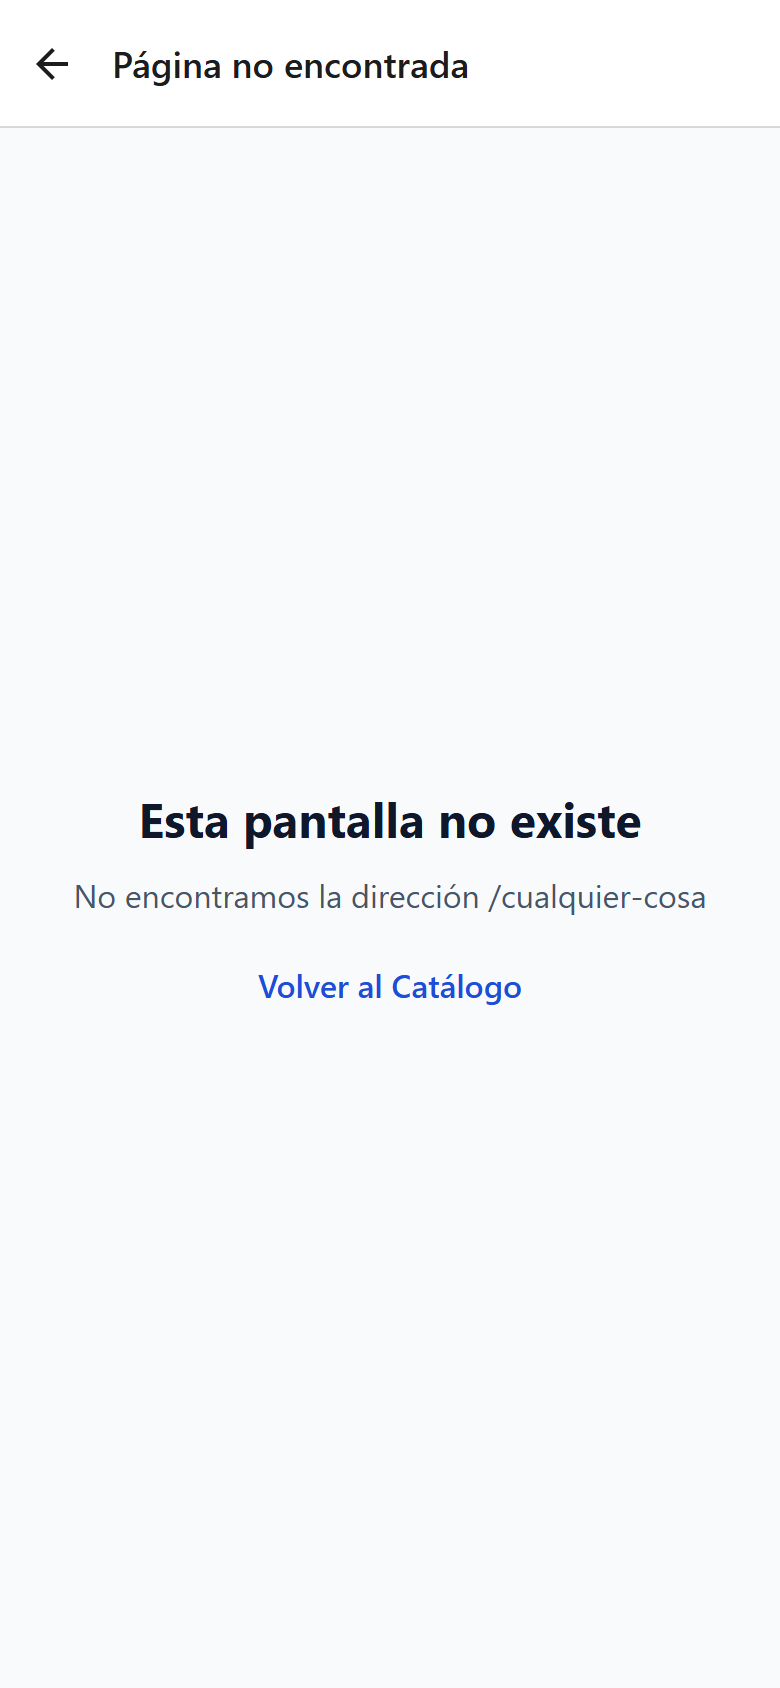 Página no encontrada
Esta pantalla no existe
No encontramos la dirección /cualquier-cosa
Volver al Catálogo